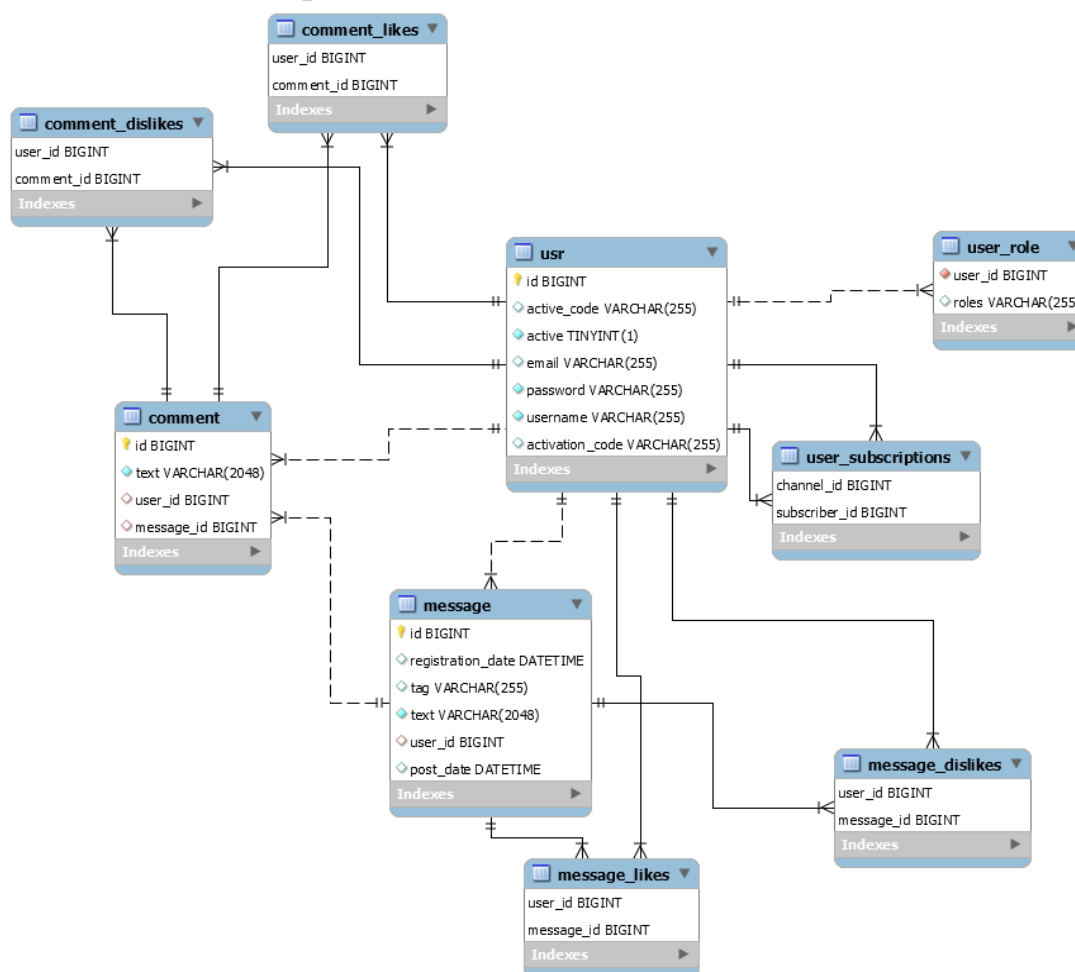 comment_likes
user_id BIGINT
comment_id BIGINT
Indexes
comment_dislikes
user_id BIGINT
comment_id BIGINT
Indexes
usr
id BIGINT
active_code VARCHAR(255)
active TINYINT(1)
email VARCHAR(255)
password VARCHAR(255)
username VARCHAR(255)
activation_code VARCHAR(255)
Indexes
user_role
user_id BIGINT
roles VARCHAR(255
Indexes
comment
id BIGINT
text VARCHAR(2048)
user_id BIGINT
message_id BIGINT
Indexes
user_subscriptions
channel_id BIGINT
subscriber_id BIGINT
Indexes
message
id BIGINT
registration_date DATETIME
tag VARCHAR(255)
text VARCHAR(2048)
user_id BIGINT
post_date DATETIME
Indexes
message_dislikes
user_id BIGINT
message_id BIGINT
Indexes
message_likes
user_id BIGINT
message_id BIGINT
Indexes